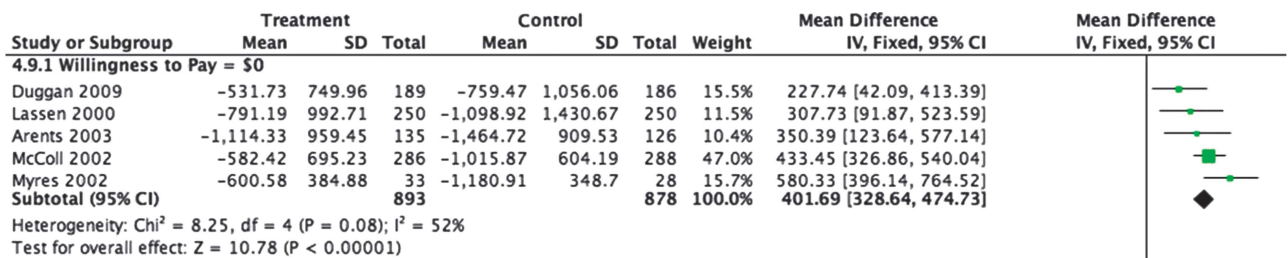 Treatment Control Mean Difference Mean Difference
Study or Subgroup Mean SD Total Mean SD Total Weight IV, Fixed, 95% CI IV, Fixed, 95% CI
4.9.1 Willingness to Pay = $0
Duggan 2009 -531.73 749.96 189 -759.47 1,056.06 186 15.5% 227.74 [42.09, 413.39]
Lassen 2000 -791.19 992.71 250 -1,098.92 1,430.67 250 11.5% 307.73 [91.87, 523.59]
Arents 2003 -1,114.33 959.45 135 -1,464.72 909.53 126 10.4% 350.39 [123.64, 577.14]
McColl 2002 -582.42 695.23 286 -1,015.87 604.19 288 47.0% 433.45 [326.86, 540.04]
Myres 2002 -600.58 384.88 33 -1,180.91 348.7 28 15.7% 580.33 [396.14, 764.52]
Subtotal (95% CI) 893 878 100.0% 401.69 [328.64, 474.73]
Heterogeneity: Chi² = 8.25, df = 4 (P = 0.08); I² = 52%
Test for overall effect: Z = 10.78 (P < 0.00001)